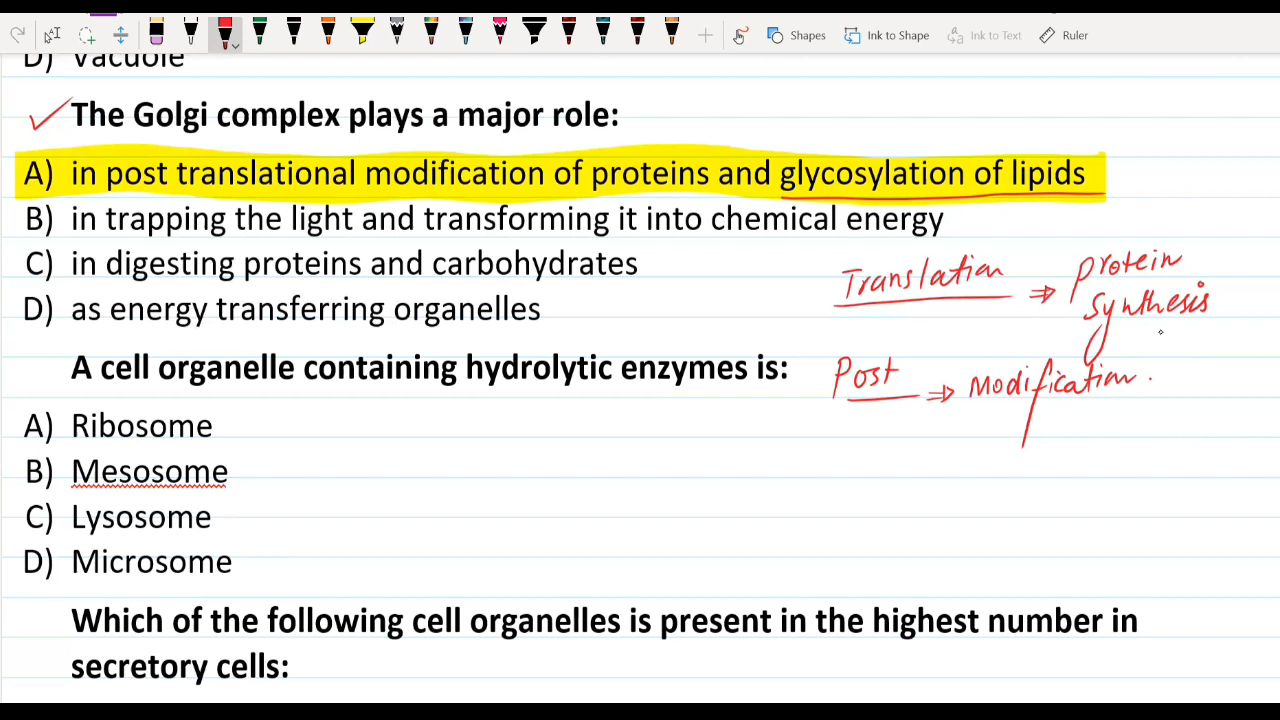 Shapes
Ink to Shape
Ink to Text
Ruler
D) Vacuole
The Golgi complex plays a major role:
A) in post translational modification of proteins and glycosylation of lipids
B) in trapping the light and transforming it into chemical energy
C) in digesting proteins and carbohydrates
D) as energy transferring organelles
Translation ⇒ Protein
Synthesis
Post ⇒ Modification.
A cell organelle containing hydrolytic enzymes is:
A) Ribosome
B) Mesosome
C) Lysosome
D) Microsome
Which of the following cell organelles is present in the highest number in
secretory cells: